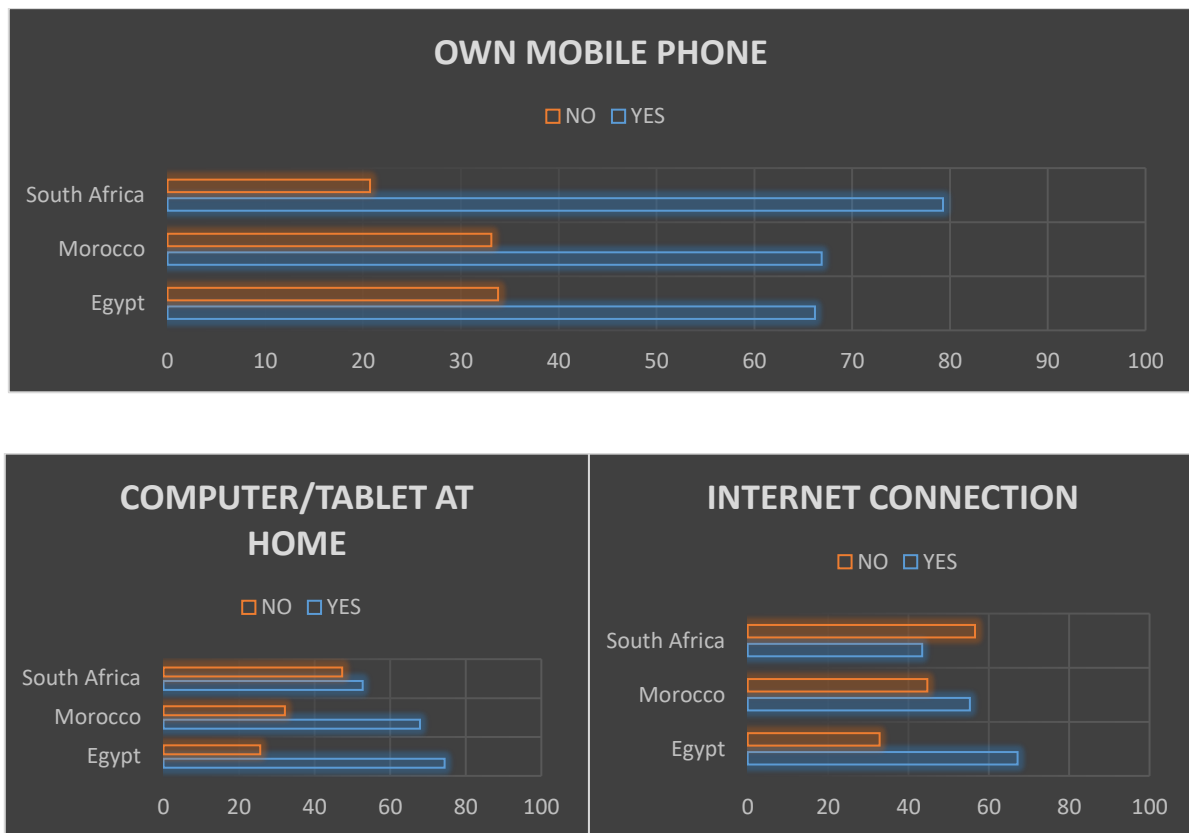 OWN MOBILE PHONE
NO YES
South Africa
Morocco
Egypt
0 10 20 30 40 50 60 70 80 90 100
COMPUTER/TABLET AT
HOME
NO YES
South Africa
Morocco
Egypt
0 20 40 60 80 100
INTERNET CONNECTION
NO YES
South Africa
Morocco
Egypt
0 20 40 60 80 100